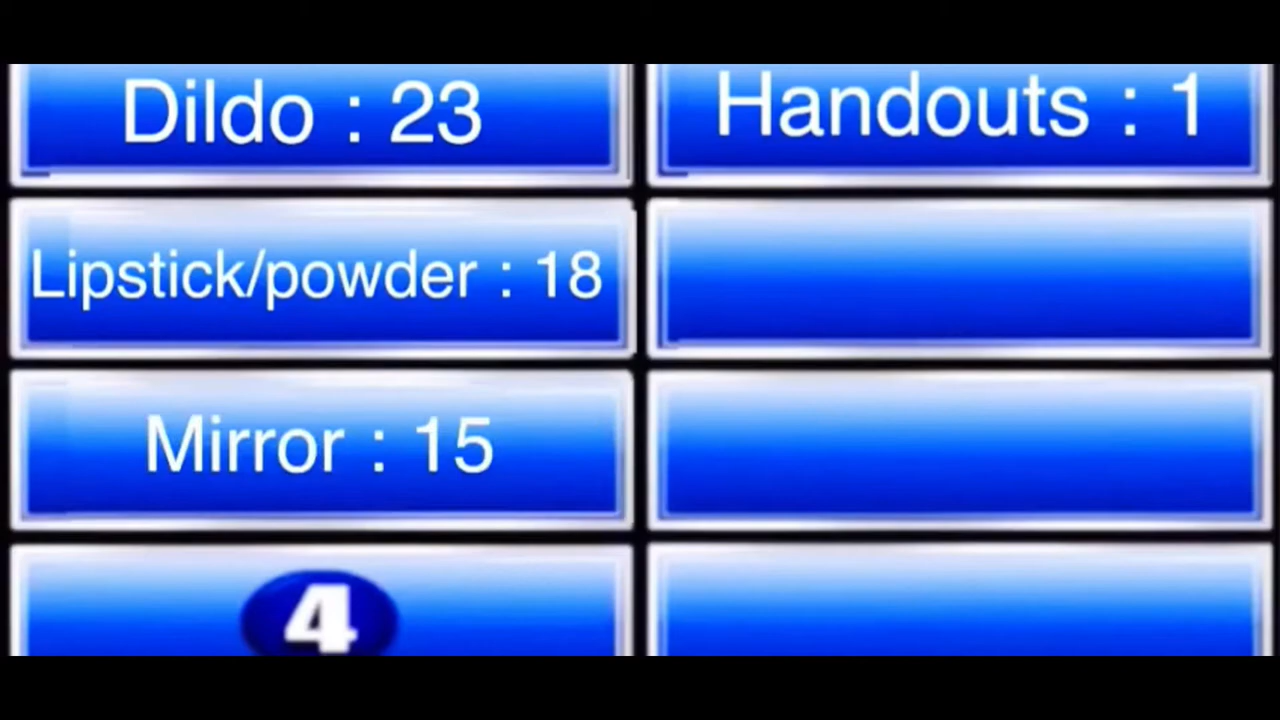 Dildo : 23
Handouts : 1
Lipstick/powder : 18
Mirror : 15
4